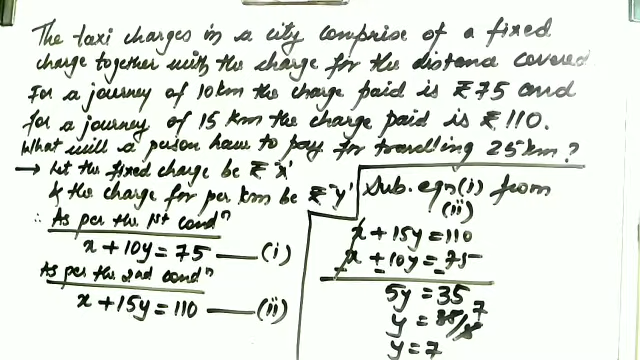 The taxi charges in a city comprise of a fixed
charge together with the charge for the distance covered.
For a journey of 10km the charge paid is ₹75 and
for a journey of 15 km the charge paid is ₹110.
What will a person have to pay for travelling 25km?
→ Let the fixed charge be ₹ 'x'
& the charge for per km be ₹ 'y'
∴ As per the 1st condⁿ
x + 10y = 75 — (i)
As per the 2nd condⁿ
x + 15y = 110 — (ii)
Sub. eqn(i) from
(ii)
x + 15y = 110
x + 10y = 75
- - -
5y = 35
y = 35/5 7
y = 7